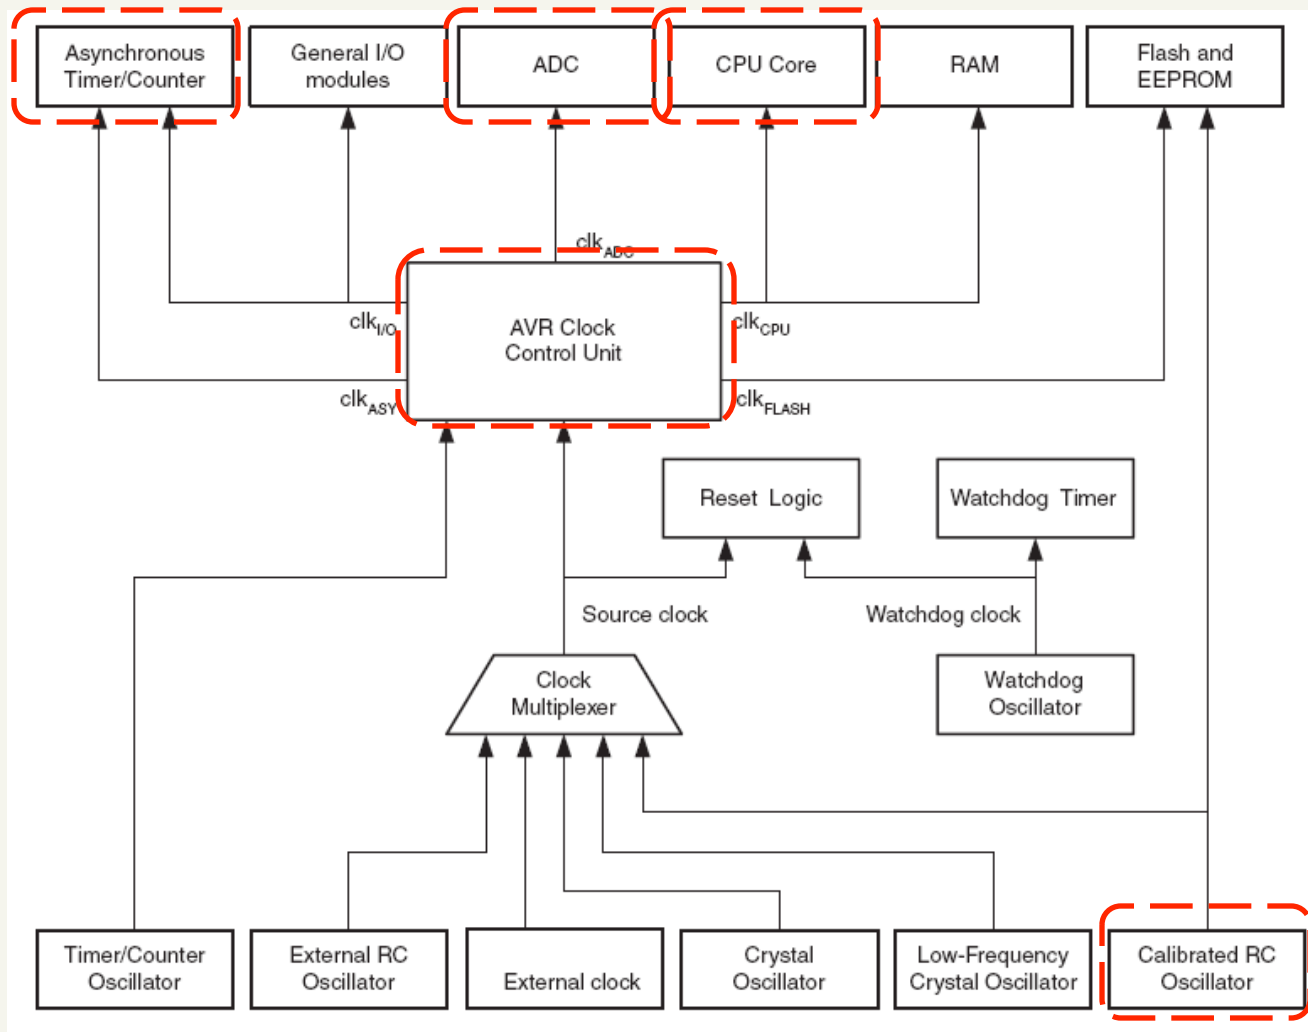 Asynchronous
Timer/Counter
General I/O
modules
ADC
CPU Core
RAM
Flash and
EEPROM
clkADC
clkI/O
AVR Clock
Control Unit
clkCPU
clkASY
clkFLASH
Reset Logic
Watchdog Timer
Source clock
Watchdog clock
Clock
Multiplexer
Watchdog
Oscillator
Timer/Counter
Oscillator
External RC
Oscillator
External clock
Crystal
Oscillator
Low-Frequency
Crystal Oscillator
Calibrated RC
Oscillator